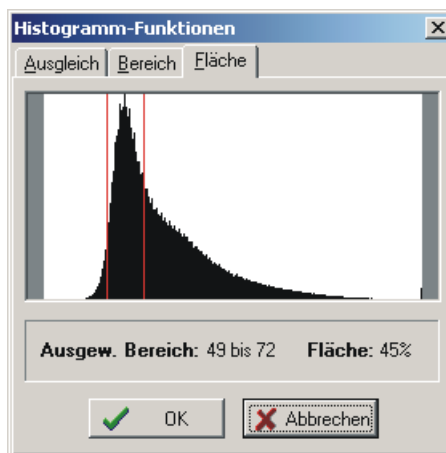 Histogramm-Funktionen
Ausgleich Bereich Fläche
Ausgew. Bereich: 49 bis 72 Fläche: 45%
OK Abbrechen